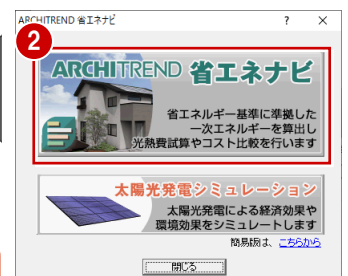 ARCHITREND 省エネナビ
?
×
2
ARCHITREND 省エネナビ
省エネルギー基準に準拠した
一次エネルギーを算出し
光熱費試算やコスト比較を行います
太陽光発電シミュレーション
太陽光発電による経済効果や
環境効果をシミュレートします
簡易版は、こちらから
閉じる